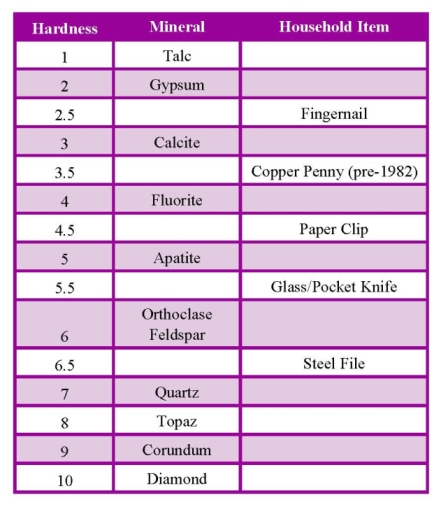 Hardness Mineral Household Item
1 Talc
2 Gypsum
2.5 Fingernail
3 Calcite
3.5 Copper Penny (pre-1982)
4 Fluorite
4.5 Paper Clip
5 Apatite
5.5 Glass/Pocket Knife
Orthoclase
6 Feldspar
6.5 Steel File
7 Quartz
8 Topaz
9 Corundum
10 Diamond